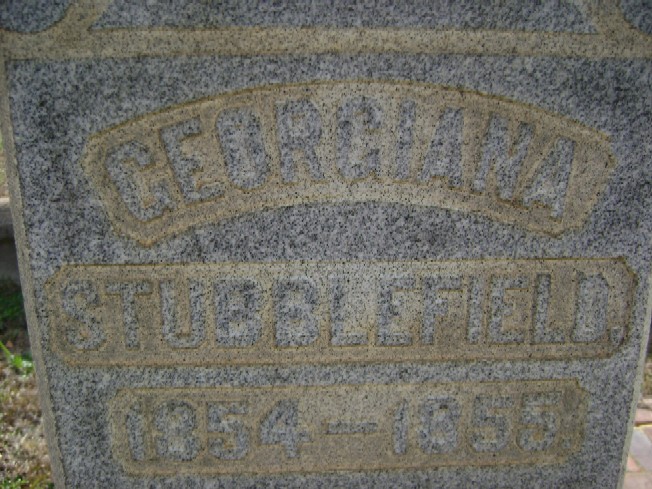 GEORGIANA
STUBBLEFIELD.
1854 – 1855.